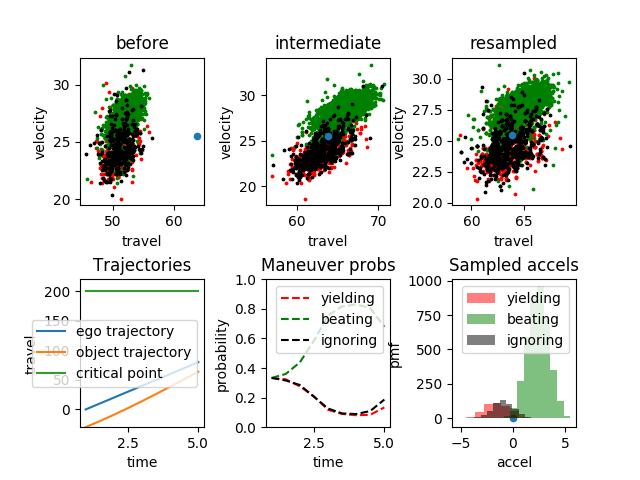 before
intermediate
resampled
velocity
30
25
20
50
60
travel
velocity
30
25
20
60
70
travel
velocity
30.0
27.5
25.0
22.5
20.0
60
65
travel
Trajectories
Maneuver probs
Sampled accels
travel
200
150
100
50
0
ego trajectory
object trajectory
critical point
2.5
5.0
time
probability
1.0
0.8
0.6
0.4
0.2
0.0
yielding
beating
ignoring
2.5
5.0
time
pmf
1000
750
500
250
0
yielding
beating
ignoring
−5
0
5
accel